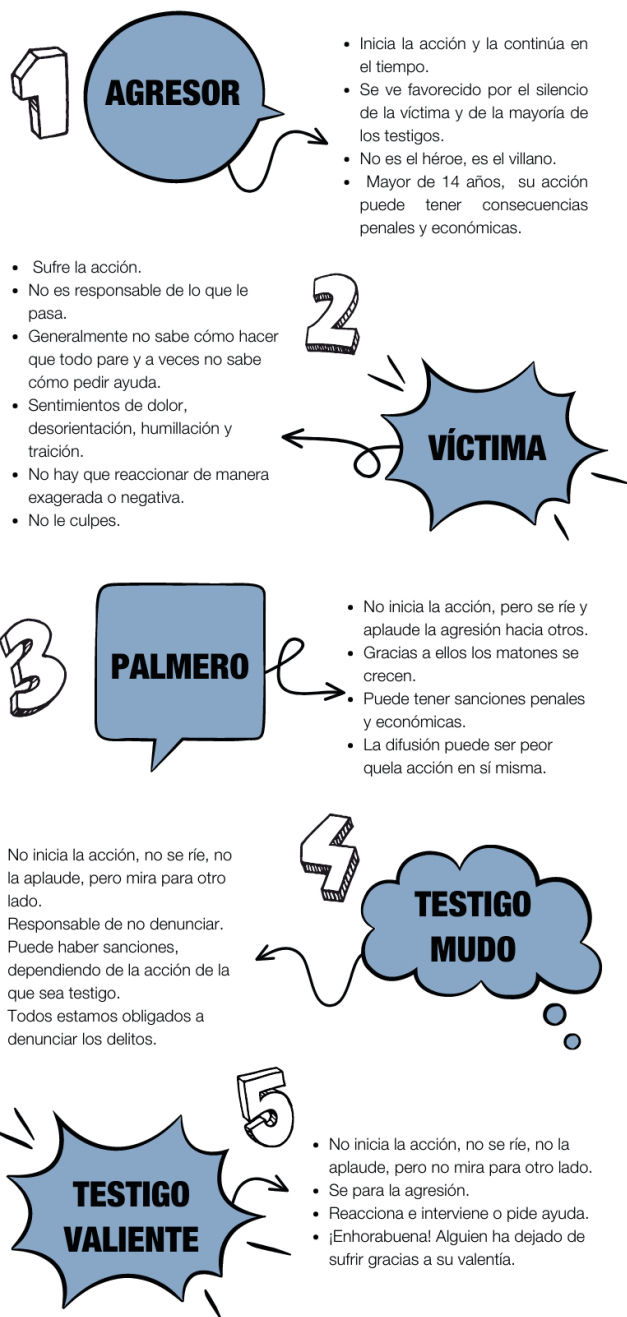 1
AGRESOR
• Inicia la acción y la continúa en
el tiempo.
• Se ve favorecido por el silencio
de la víctima y de la mayoría de
los testigos.
• No es el héroe, es el villano.
• Mayor de 14 años, su acción
puede tener consecuencias
penales y económicas.
2
VÍCTIMA
• Sufre la acción.
• No es responsable de lo que le
pasa.
• Generalmente no sabe cómo hacer
que todo pare y a veces no sabe
cómo pedir ayuda.
• Sentimientos de dolor,
desorientación, humillación y
traición.
• No hay que reaccionar de manera
exagerada o negativa.
• No le culpes.
3
PALMERO
• No inicia la acción, pero se ríe y
aplaude la agresión hacia otros.
• Gracias a ellos los matones se
crecen.
• Puede tener sanciones penales
y económicas.
• La difusión puede ser peor
quela acción en sí misma.
4
TESTIGO
MUDO
No inicia la acción, no se ríe, no
la aplaude, pero mira para otro
lado.
Responsable de no denunciar.
Puede haber sanciones,
dependiendo de la acción de la
que sea testigo.
Todos estamos obligados a
denunciar los delitos.
5
TESTIGO
VALIENTE
• No inicia la acción, no se ríe, no la
aplaude, pero no mira para otro lado.
• Se para la agresión.
• Reacciona e interviene o pide ayuda.
• ¡Enhorabuena! Alguien ha dejado de
sufrir gracias a su valentía.